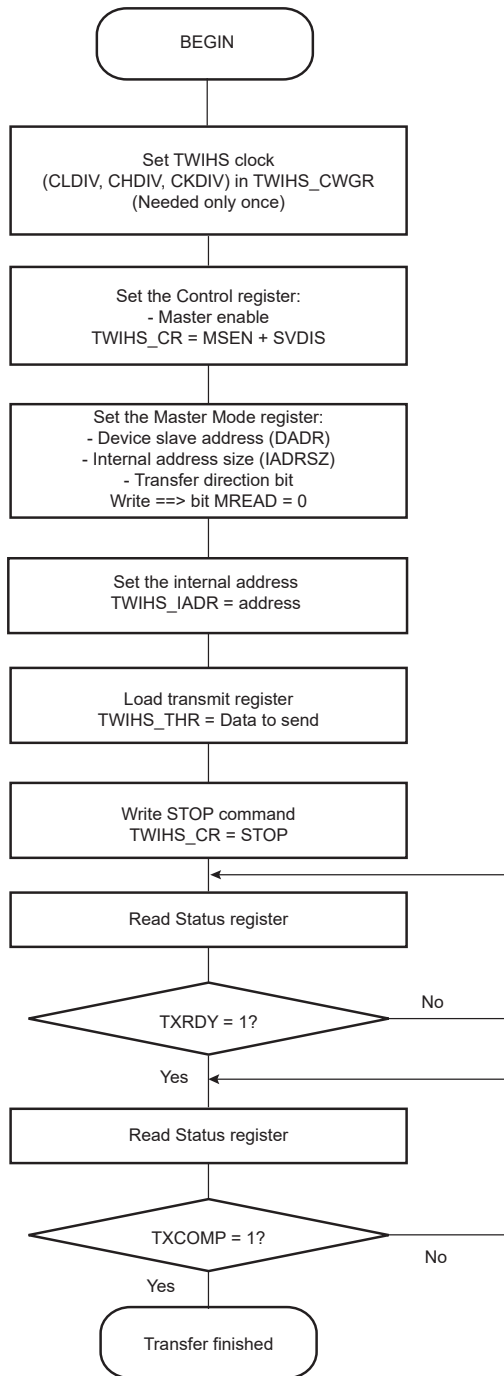 BEGIN
Set TWIHS clock
(CLDIV, CHDIV, CKDIV) in TWIHS_CWGR
(Needed only once)
Set the Control register:
- Master enable
TWIHS_CR = MSEN + SVDIS
Set the Master Mode register:
- Device slave address (DADR)
- Internal address size (IADRSZ)
- Transfer direction bit
Write ==> bit MREAD = 0
Set the internal address
TWIHS_IADR = address
Load transmit register
TWIHS_THR = Data to send
Write STOP command
TWIHS_CR = STOP
Read Status register
TXRDY = 1?
No
Yes
Read Status register
TXCOMP = 1?
No
Yes
Transfer finished